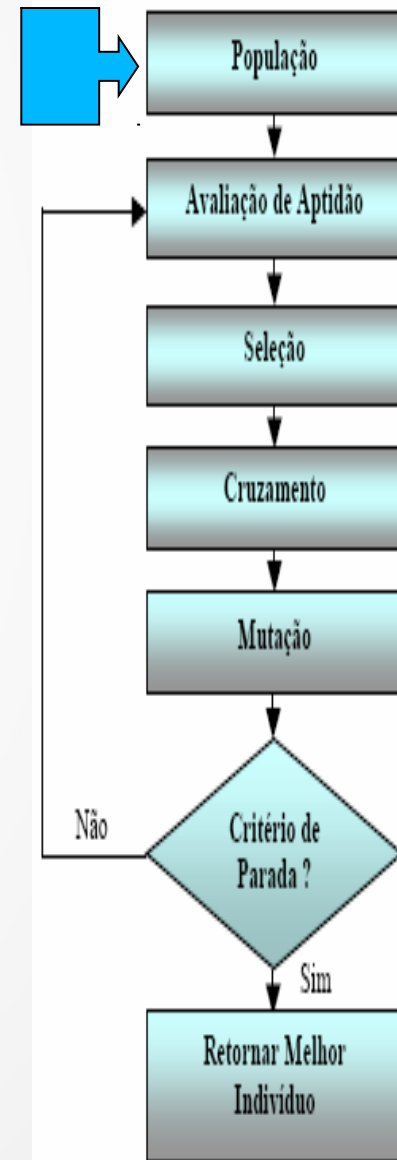 População
Avaliação de Aptidão
Seleção
Cruzamento
Mutação
Não
Critério de
Parada ?
Sim
Retornar Melhor
Indivíduo